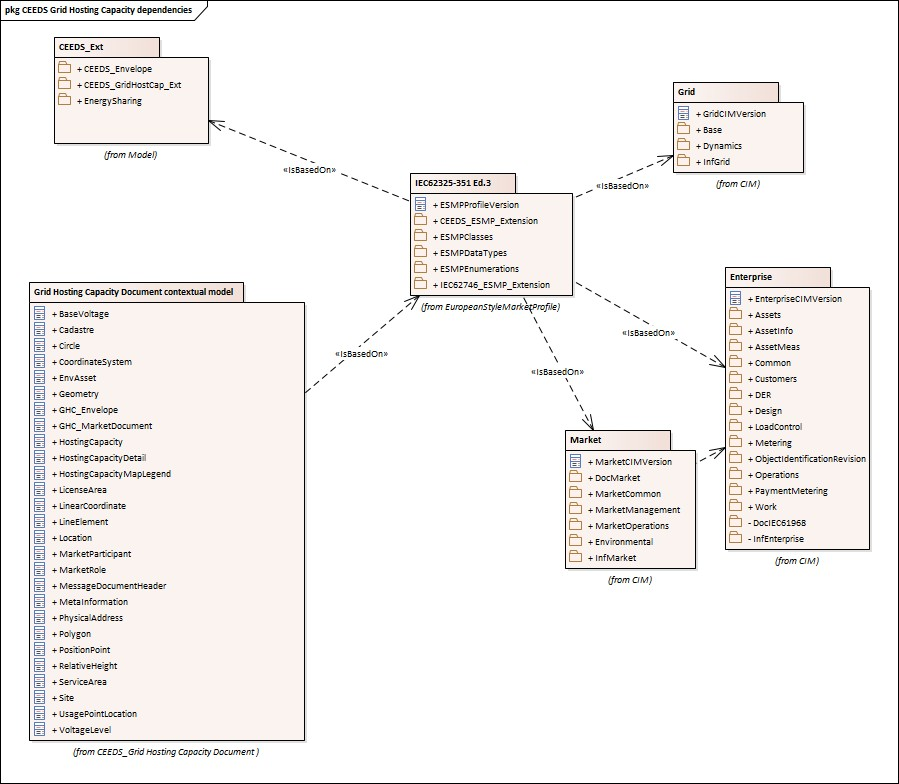 pkg CEEDS Grid Hosting Capacity dependencies
CEEDS_Ext
+ CEEDS_Envelope
+ CEEDS_GridHostCap_Ext
+ EnergySharing
(from Model)
«IsBasedOn»
Grid
+ GridCIMVersion
+ Base
+ Dynamics
+ InfGrid
(from CIM)
«IsBasedOn»
IEC62325-351 Ed.3
+ ESMPProfileVersion
+ CEEDS_ESMP_Extension
+ ESMPClasses
+ ESMPDataTypes
+ ESMPEnumerations
+ IEC62746_ESMP_Extension
(from EuropeanStyleMarketProfile)
«IsBasedOn»
«IsBasedOn»
«IsBasedOn»
Grid Hosting Capacity Document contextual model
+ BaseVoltage
+ Cadastre
+ Circle
+ CoordinateSystem
+ EnvAsset
+ Geometry
+ GHC_Envelope
+ GHC_MarketDocument
+ HostingCapacity
+ HostingCapacityDetail
+ HostingCapacityMapLegend
+ LicenseArea
+ LinearCoordinate
+ LineElement
+ Location
+ MarketParticipant
+ MarketRole
+ MessageDocumentHeader
+ MetaInformation
+ PhysicalAddress
+ Polygon
+ PositionPoint
+ RelativeHeight
+ ServiceArea
+ Site
+ UsagePointLocation
+ VoltageLevel
(from CEEDS_Grid Hosting Capacity Document )
Market
+ MarketCIMVersion
+ DocMarket
+ MarketCommon
+ MarketManagement
+ MarketOperations
+ Environmental
+ InfMarket
(from CIM)
Enterprise
+ EnterpriseCIMVersion
+ Assets
+ AssetInfo
+ AssetMeas
+ Common
+ Customers
+ DER
+ Design
+ LoadControl
+ Metering
+ ObjectIdentificationRevision
+ Operations
+ PaymentMetering
+ Work
- DocIEC61968
- InfEnterprise
(from CIM)